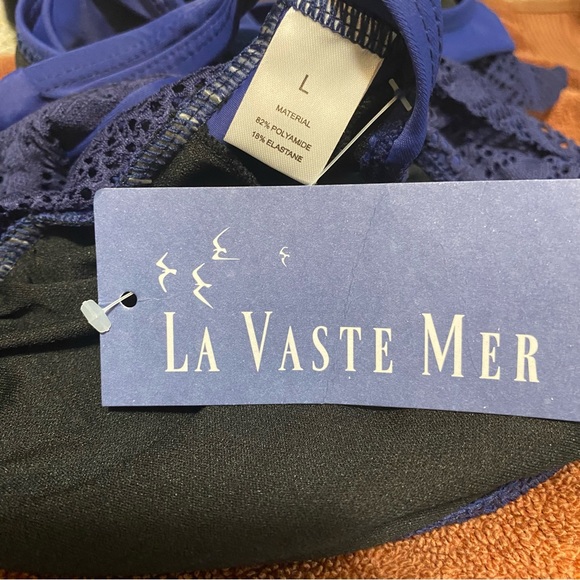 L
MATERIAL
82% POLYAMIDE
18% ELASTANE
LA VASTE MER